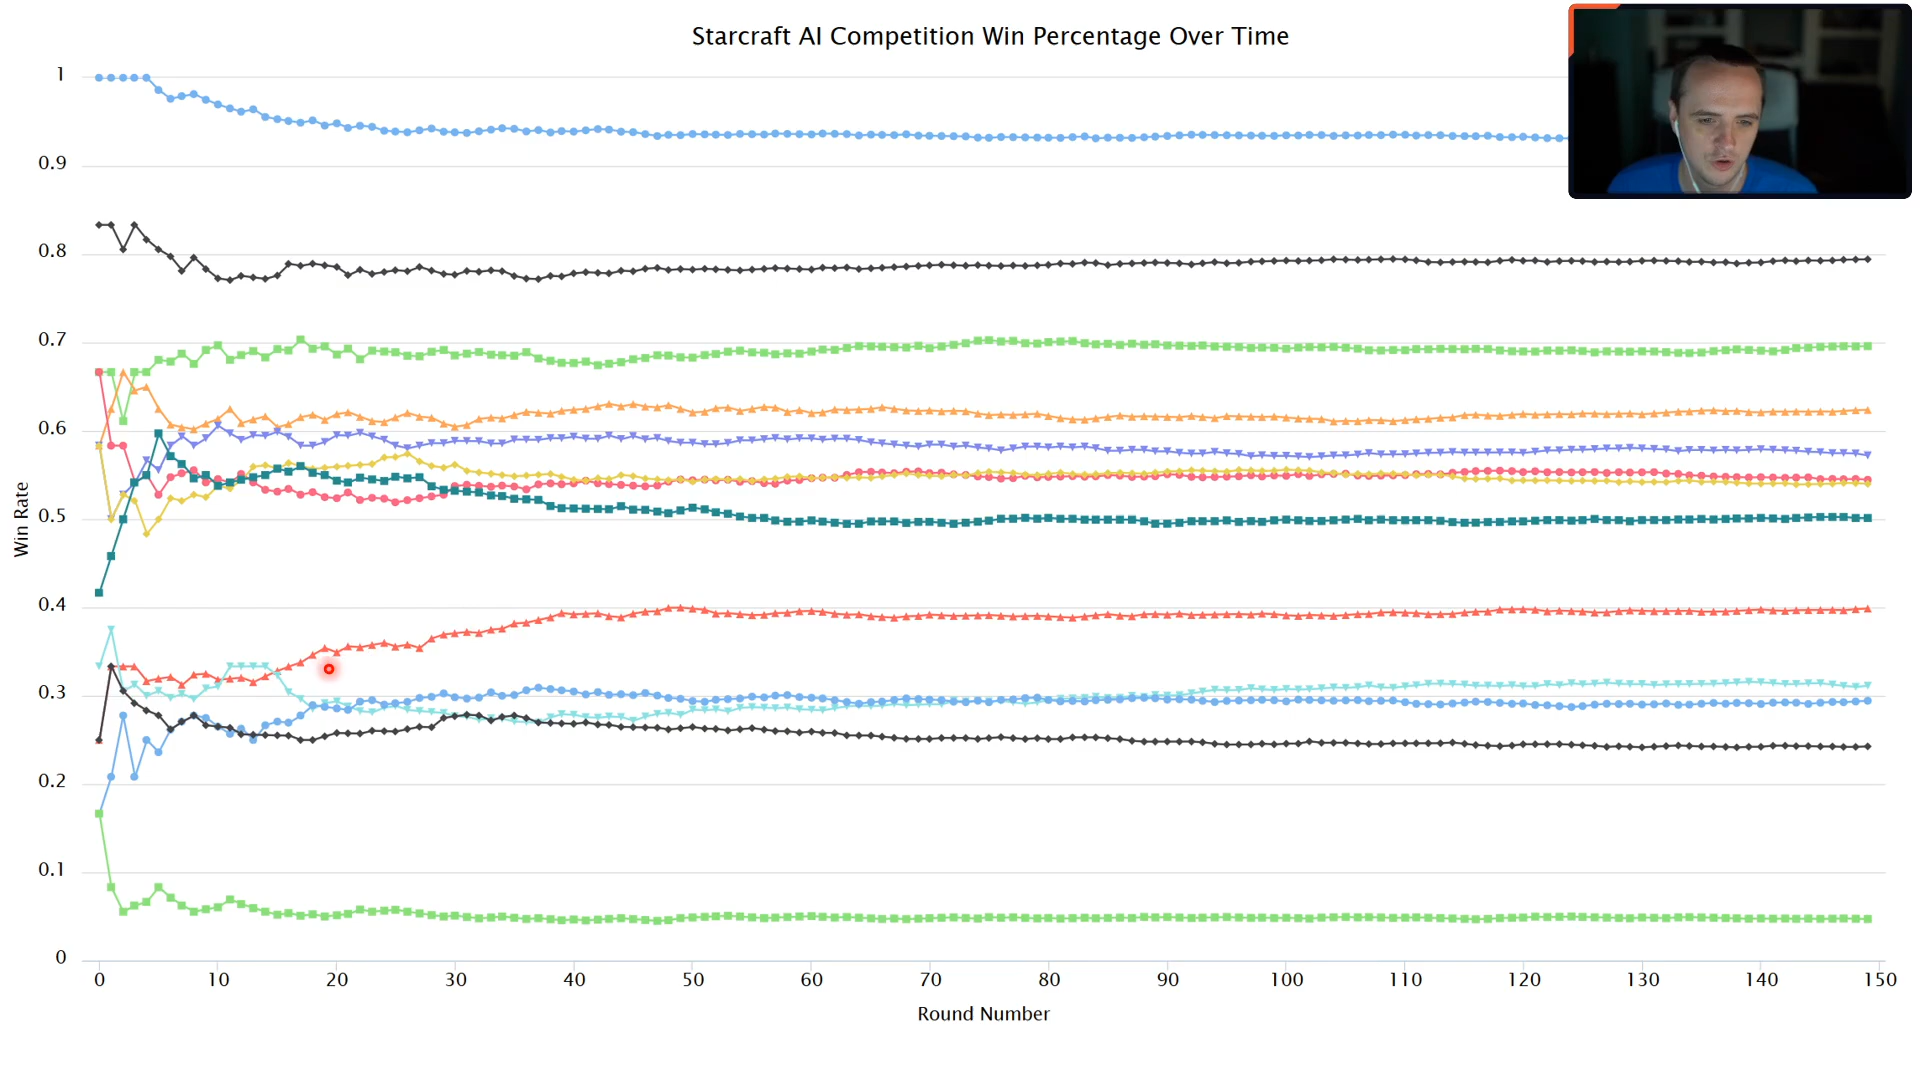 Starcraft AI Competition Win Percentage Over Time
1
0.9
0.8
0.7
0.6
0.5
0.4
0.3
0.2
0.1
0
Win Rate
0 10 20 30 40 50 60 70 80 90 100 110 120 130 140 150
Round Number